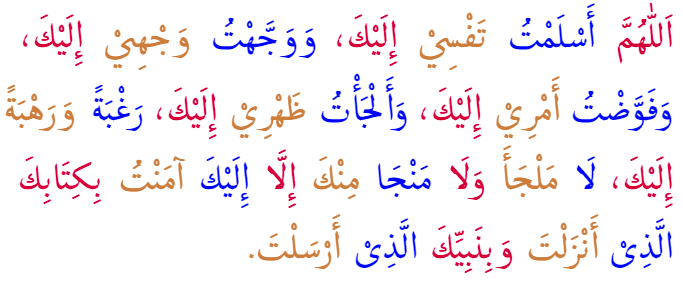 اَللّٰهُمَّ أَسْلَمْتُ نَفْسِيْ إِلَيْكَ، وَوَجَّهْتُ وَجْهِيْ إِلَيْكَ،
وَفَوَّضْتُ أَمْرِيْ إِلَيْكَ، وَأَلْجَأْتُ ظَهْرِيْ إِلَيْكَ، رَغْبَةً وَرَهْبَةً
إِلَيْكَ، لَا مَلْجَأَ وَلَا مَنْجَا مِنْكَ إِلَّا إِلَيْكَ آمَنْتُ بِكِتَابِكَ
الَّذِىْ أَنْزَلْتَ وَبِنَبِيِّكَ الَّذِىْ أَرْسَلْتَ.